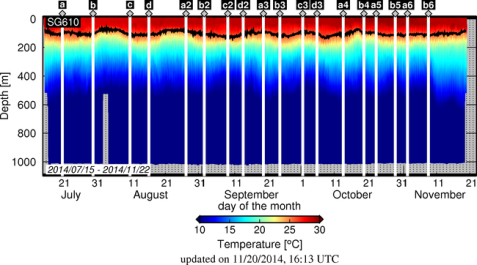 a b c d a2 b2 c2 d2 a3 b3 c3 d3 a4 b4 a5 b5 a6 b6
SG610
0
200
400
600
800
1000
Depth [m]
2014/07/15 - 2014/11/22
21 31 11 21 31 11 21 1 11 21 1 11 21
July August September October November
day of the month
10 15 20 25 30
Temperature [ºC]
updated on 11/20/2014, 16:13 UTC